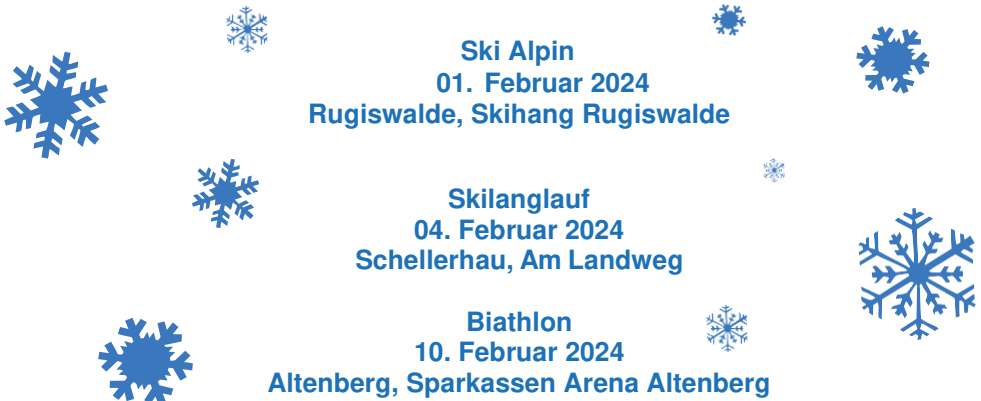 Ski Alpin
01. Februar 2024
Rugiswalde, Skihang Rugiswalde
Skilanglauf
04. Februar 2024
Schellerhau, Am Landweg
Biathlon
10. Februar 2024
Altenberg, Sparkassen Arena Altenberg